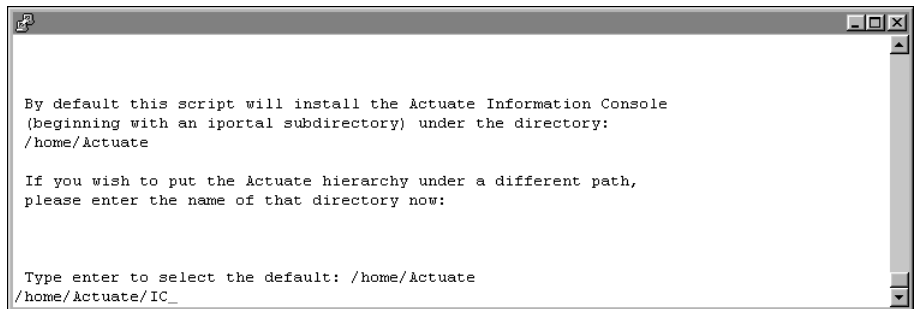 By default this script will install the Actuate Information Console
(beginning with an iportal subdirectory) under the directory:
/home/Actuate
If you wish to put the Actuate hierarchy under a different path,
please enter the name of that directory now:
Type enter to select the default: /home/Actuate
/home/Actuate/IC_